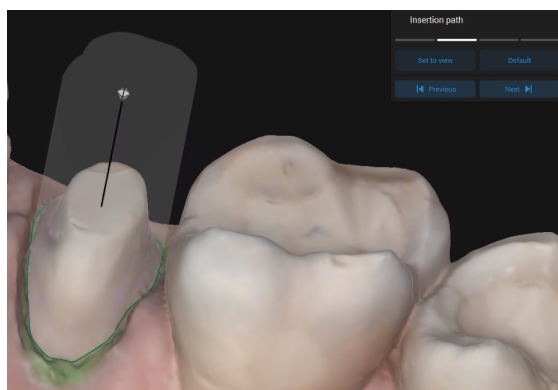 Insertion path
Set to view
Default
Previous
Next